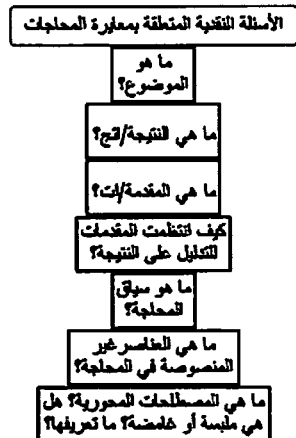 الأسئلة النقدية المتعلقة بمعايرة المحاجات
ما هو
الموضوع؟
ما هي النتيجة/ائج؟
ما هي المقدمة/ات؟
كيف انتظمت المقدمات
للتدليل على النتيجة؟
ما هو سياق
المحاجة؟
ما هي العناصر غير
المنصوصة في المحاجة؟
ما هي المصطلحات المحورية؟ هل
هي ملبسة أو غامضة؟ ما تعريفها؟